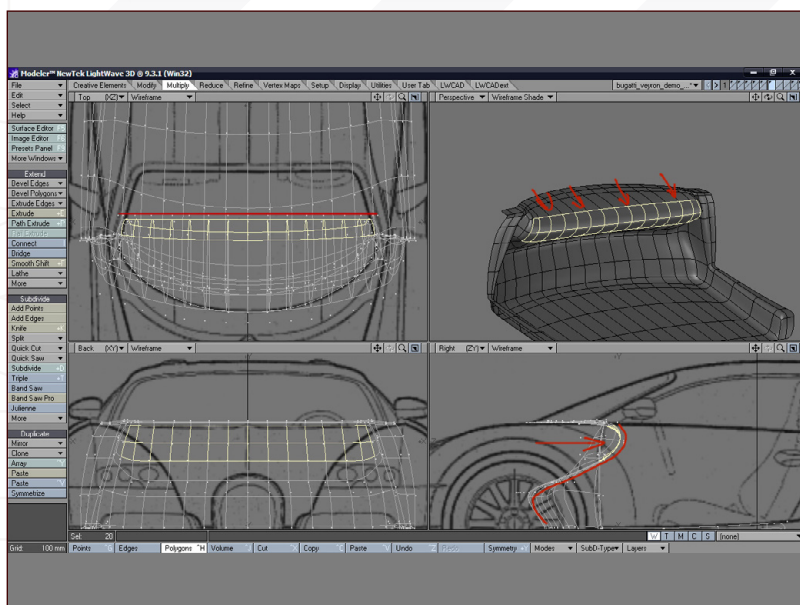 Modeler™ NewTek LightWave 3D ® 9.3.1 (Win32)
File Creative Elements Modify Multiply Reduce Refine Vertex Maps Setup Display Utilities User Tab LWCAD LWCADext bugatti_veyron_demo_...* 1
Edit Top (XZ) Wireframe Perspective Wireframe Shade
Select
Help
Surface Editor
Image Editor
Presets Panel
More Windows
Extend
Bevel Edges
Bevel Polygons
Extrude Edges
Extrude
Path Extrude
Connect
Bridge
Smooth Shift
Lathe
More
Subdivide
Add Points
Add Edges
Knife
Split
Quick Cut Back (XY) Wireframe Right (ZY) Wireframe
Quick Saw
Subdivide
Triple
Band Saw
Band Saw Pro
Julienne
More
Duplicate
Mirror
Clone
Array
Paste
Paste
Symmetrize
Sel: 20 W T M C S (none)
Grid: 100 mm Points Edges Polygons ^H Volume Cut Copy Paste Undo Symmetry Modes SubD-Type Layers